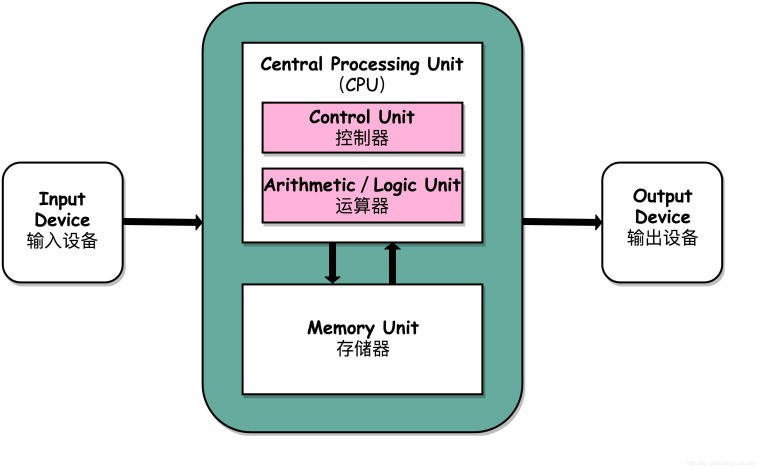 Central Processing Unit
(CPU)
Control Unit
控制器
Arithmetic / Logic Unit
运算器
Input
Device
输入设备
Output
Device
输出设备
Memory Unit
存储器